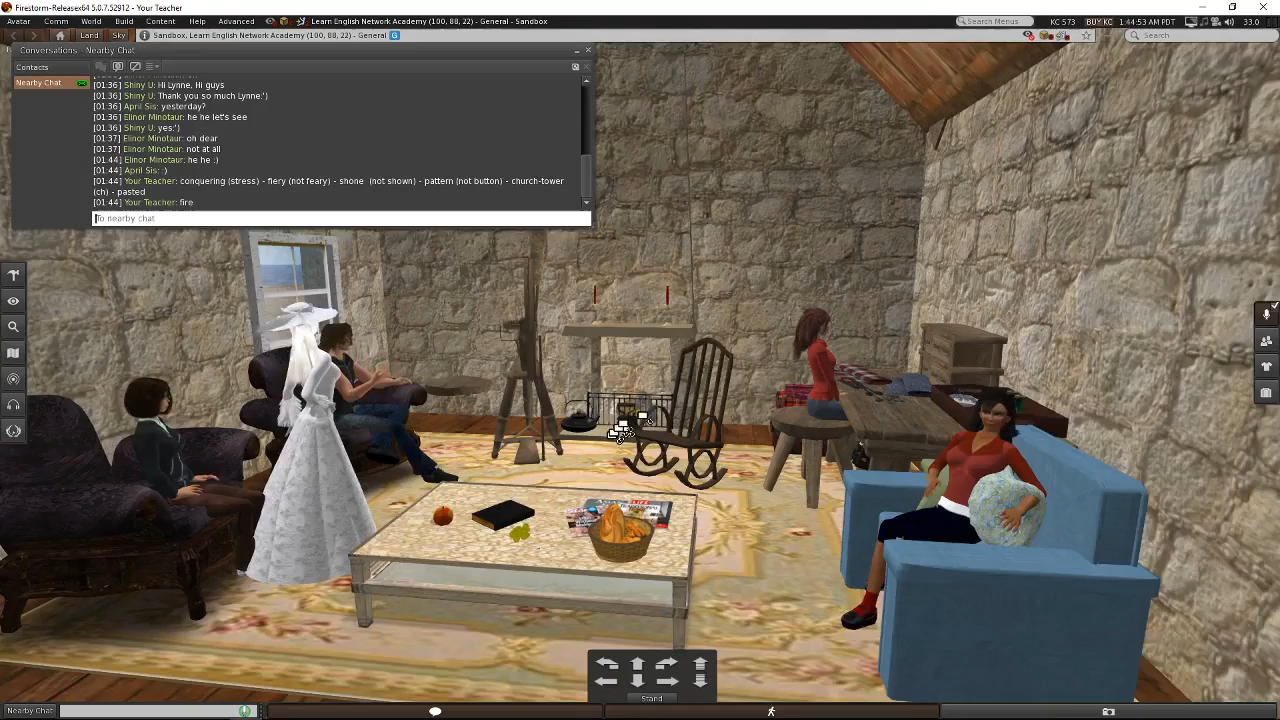 Firestorm-Releasex64 5.0.7.52912 - Your Teacher
Avatar Comm World Build Content Help Advanced Learn English Network Academy (100, 88, 22) - General - Sandbox Search Menus KC 573 BUY KC 1:44:53 AM PDT 33.0
Land Sky Sandbox, Learn English Network Academy (100, 88, 22) - General G Search
Conversations - Nearby Chat
Contacts
Nearby Chat
[01:36] Shiny U: Hi Lynne, Hi guys
[01:36] Shiny U: Thank you so much Lynne:')
[01:36] April Sis: yesterday?
[01:36] Elinor Minotaur: he he let's see
[01:36] Shiny U: yes:')
[01:37] Elinor Minotaur: oh dear
[01:37] Elinor Minotaur: not at all
[01:44] Elinor Minotaur: he he :)
[01:44] April Sis: :)
[01:44] Your Teacher: conquering (stress) - fiery (not feary) - shone (not shown) - pattern (not button) - church-tower
(ch) - pasted
[01:44] Your Teacher: fire
To nearby chat
LIFE
Stand
Nearby Chat